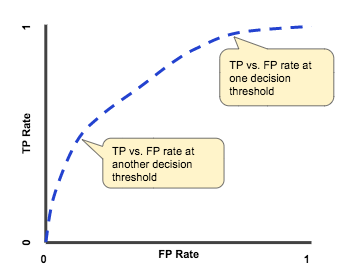 1
TP vs. FP rate at
one decision
threshold
TP Rate
TP vs. FP rate at
another decision
threshold
0
0
FP Rate
1